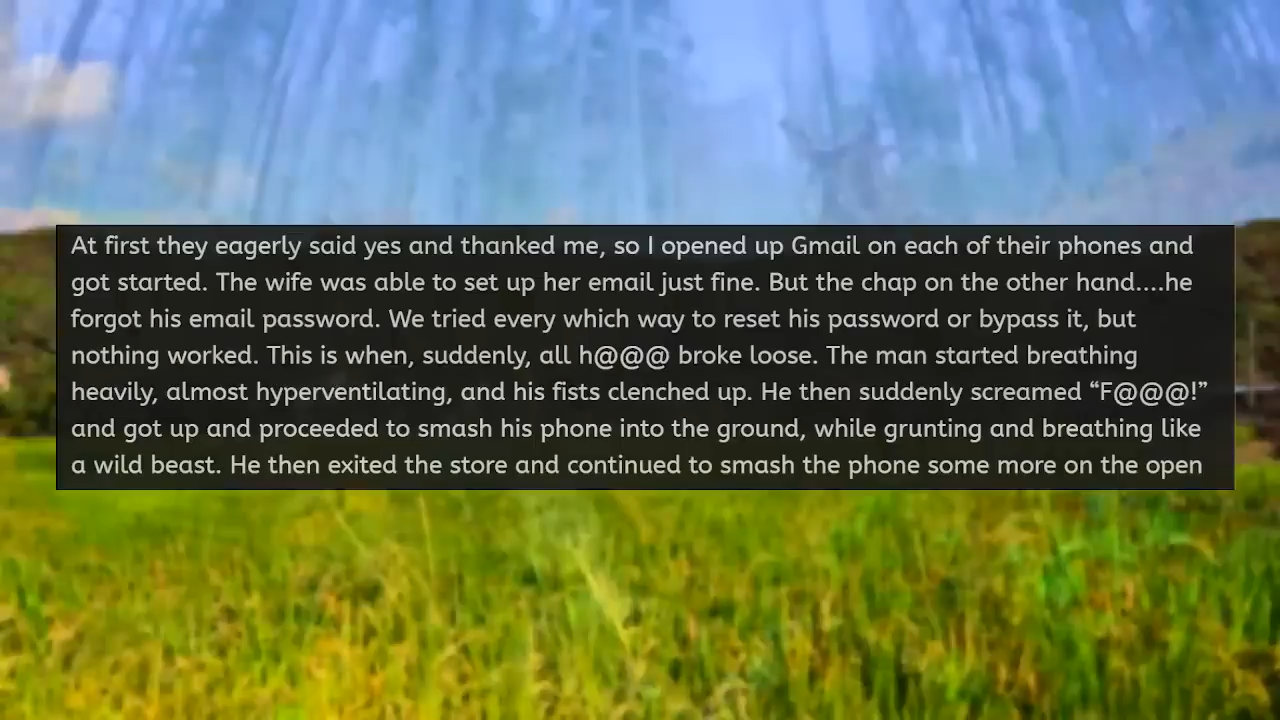 At first they eagerly said yes and thanked me, so I opened up Gmail on each of their phones and
got started. The wife was able to set up her email just fine. But the chap on the other hand....he
forgot his email password. We tried every which way to reset his password or bypass it, but
nothing worked. This is when, suddenly, all h@@@ broke loose. The man started breathing
heavily, almost hyperventilating, and his fists clenched up. He then suddenly screamed “F@@@!”
and got up and proceeded to smash his phone into the ground, while grunting and breathing like
a wild beast. He then exited the store and continued to smash the phone some more on the open